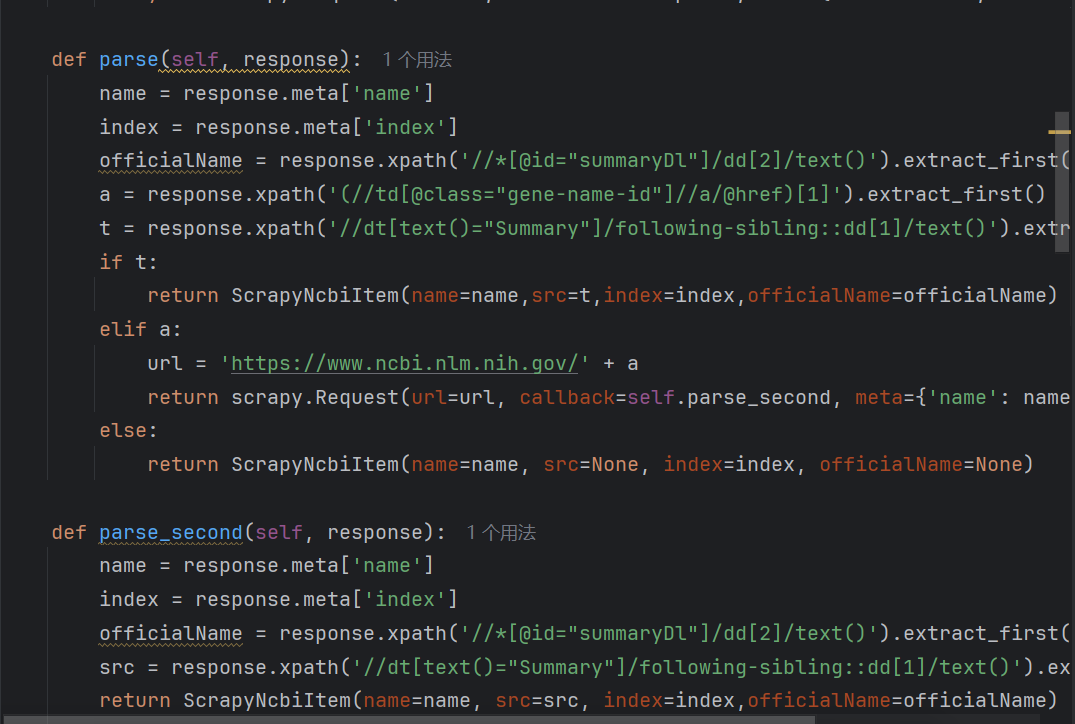 def parse(self, response): 1 个用法
name = response.meta['name']
index = response.meta['index']
officialName = response.xpath('//*[@id="summaryDl"]/dd[2]/text()').extract_first(
a = response.xpath('(//td[@class="gene-name-id"]//a/@href)[1]').extract_first()
t = response.xpath('//dt[text()="Summary"]/following-sibling::dd[1]/text()').extr
if t:
return ScrapyNcbiItem(name=name,src=t,index=index,officialName=officialName)
elif a:
url = 'https://www.ncbi.nlm.nih.gov/' + a
return scrapy.Request(url=url, callback=self.parse_second, meta={'name': name
else:
return ScrapyNcbiItem(name=name, src=None, index=index, officialName=None)
def parse_second(self, response): 1 个用法
name = response.meta['name']
index = response.meta['index']
officialName = response.xpath('//*[@id="summaryDl"]/dd[2]/text()').extract_first(
src = response.xpath('//dt[text()="Summary"]/following-sibling::dd[1]/text()').ex
return ScrapyNcbiItem(name=name, src=src, index=index,officialName=officialName)